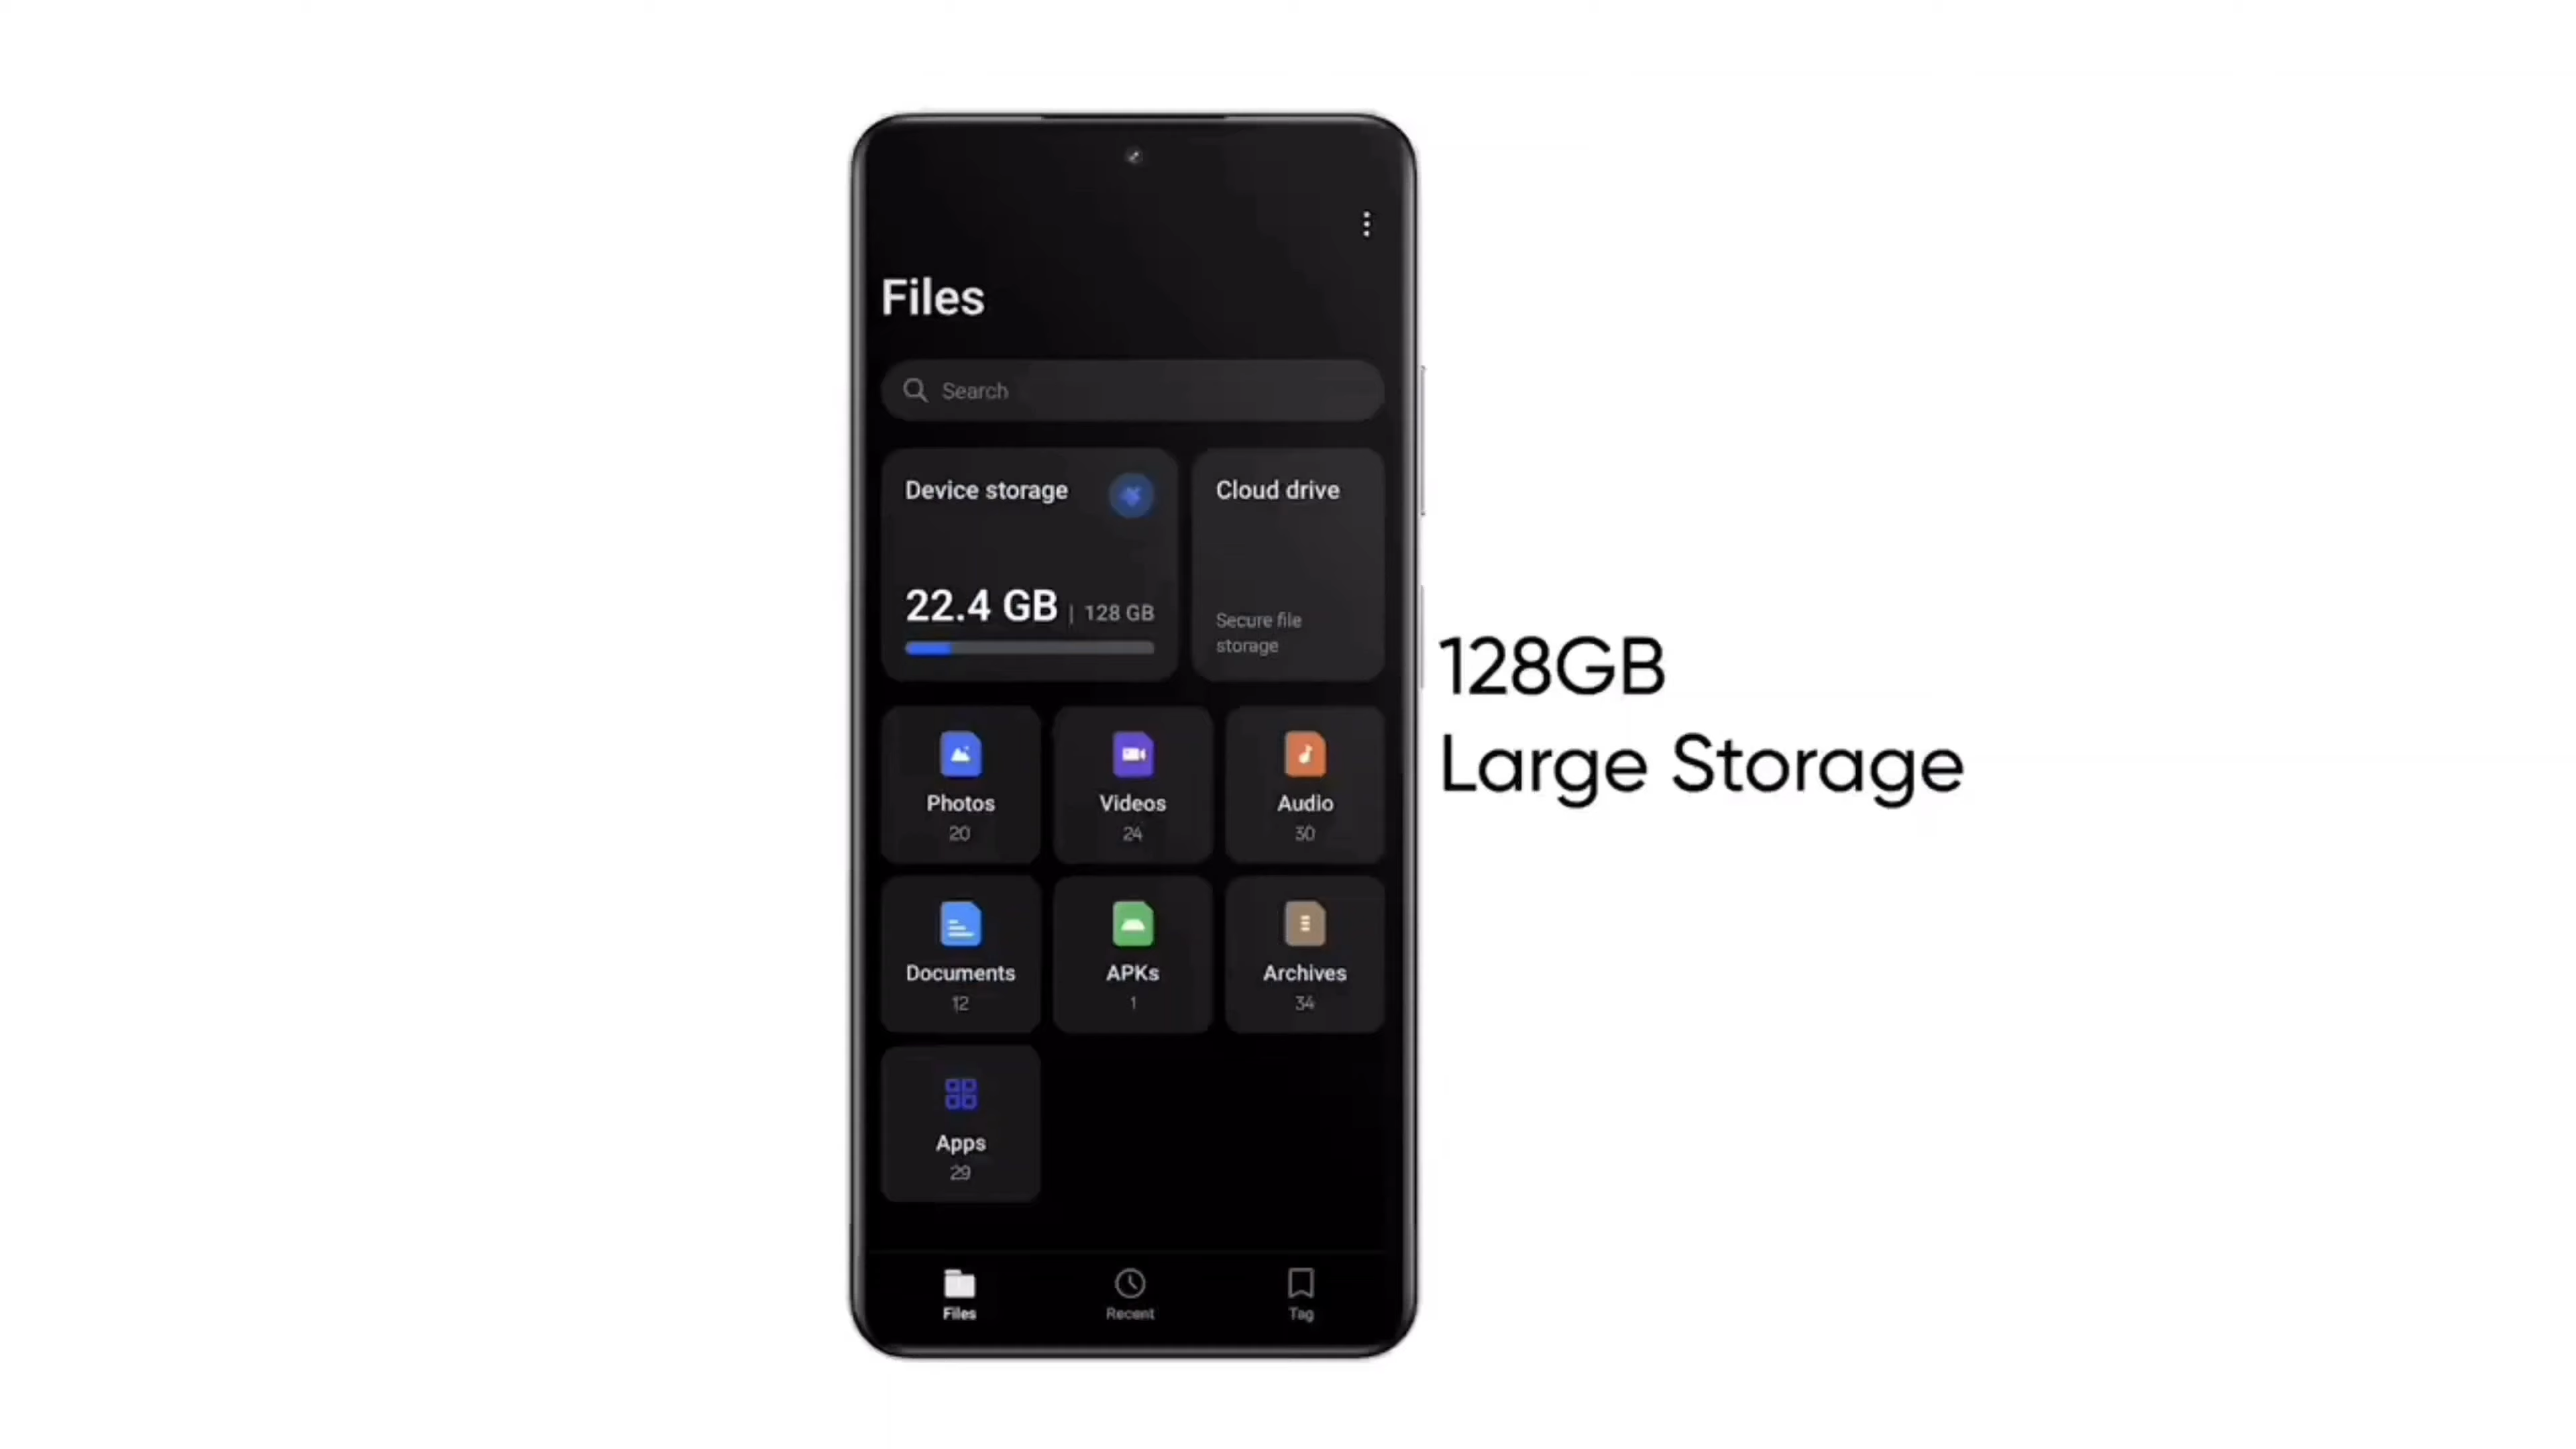 Files
Search
Device storage
Cloud drive
22.4 GB | 128 GB
Secure file
storage
128GB
Large Storage
Photos
20
Videos
24
Audio
30
Documents
12
APKs
1
Archives
34
Apps
29
Files
Recent
Tag